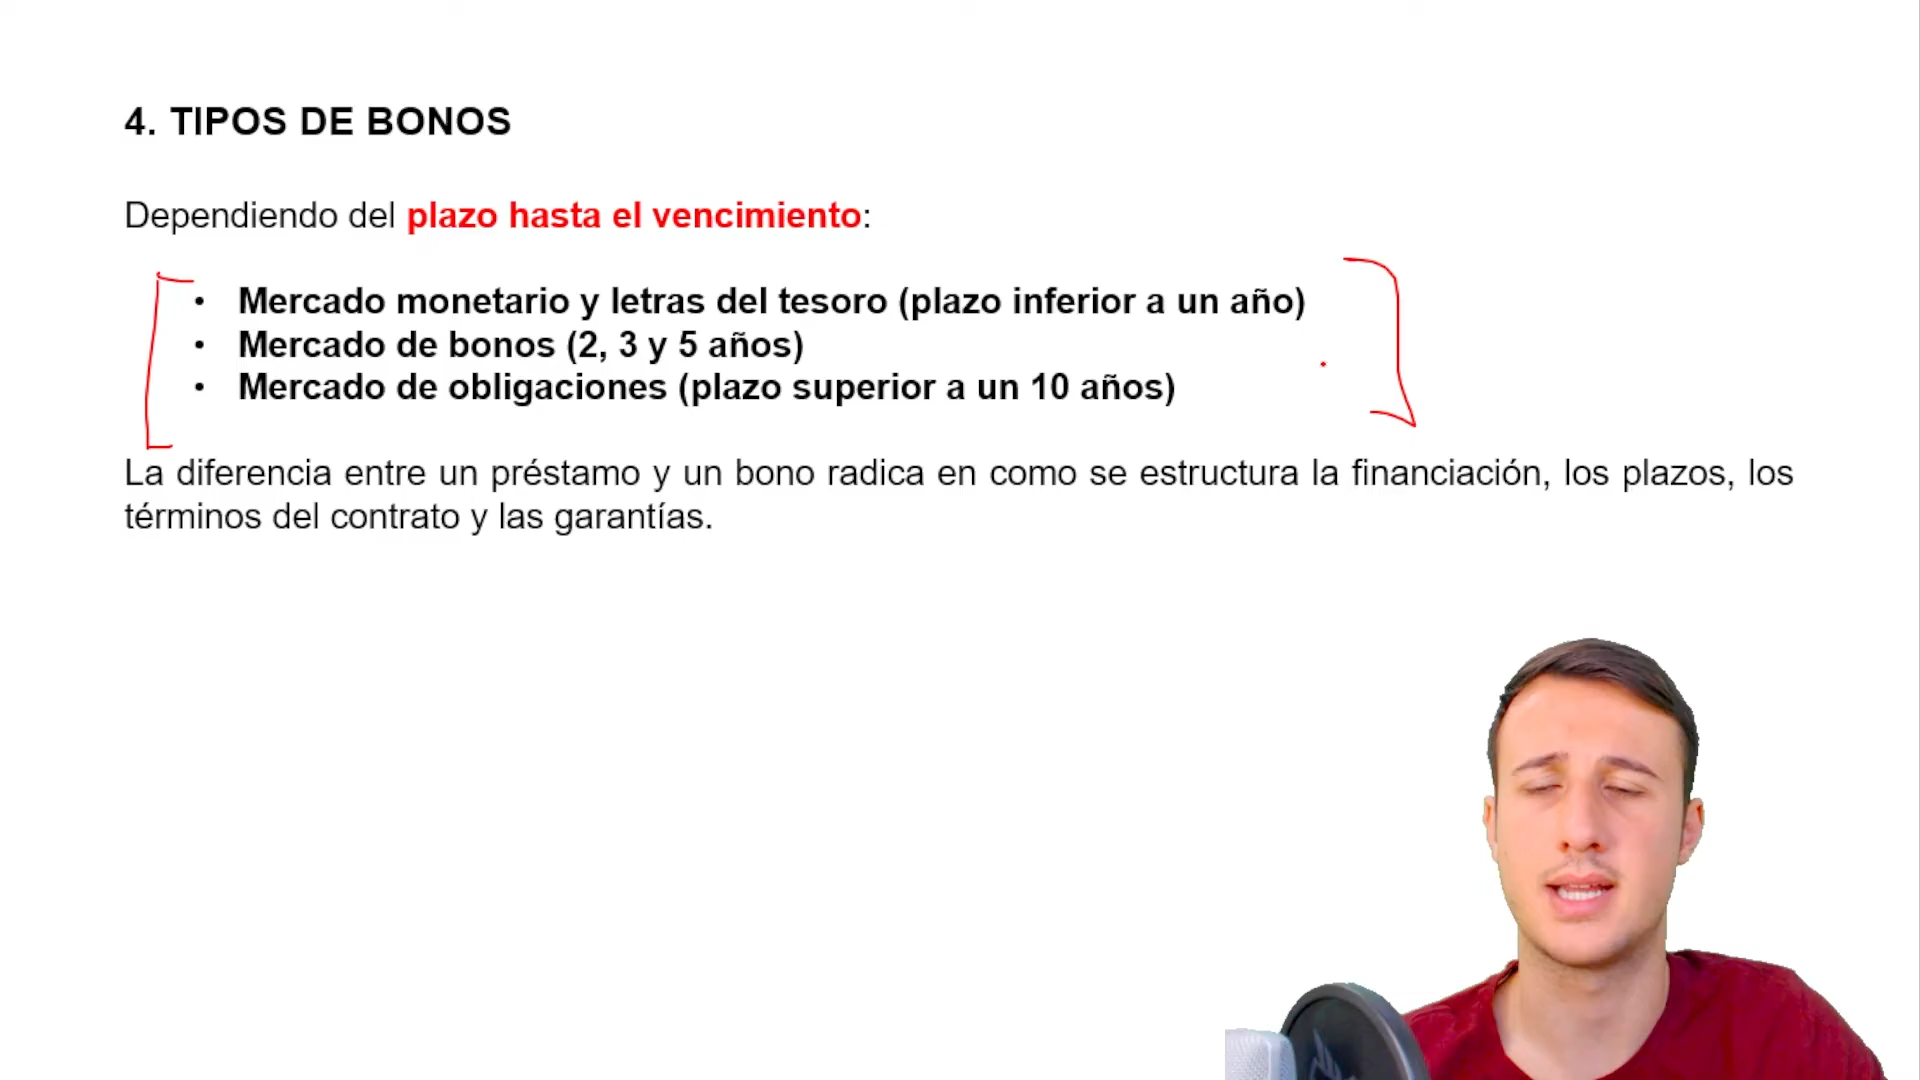 4. TIPOS DE BONOS
Dependiendo del plazo hasta el vencimiento:
• Mercado monetario y letras del tesoro (plazo inferior a un año)
• Mercado de bonos (2, 3 y 5 años)
• Mercado de obligaciones (plazo superior a un 10 años)
La diferencia entre un préstamo y un bono radica en como se estructura la financiación, los plazos, los
términos del contrato y las garantías.